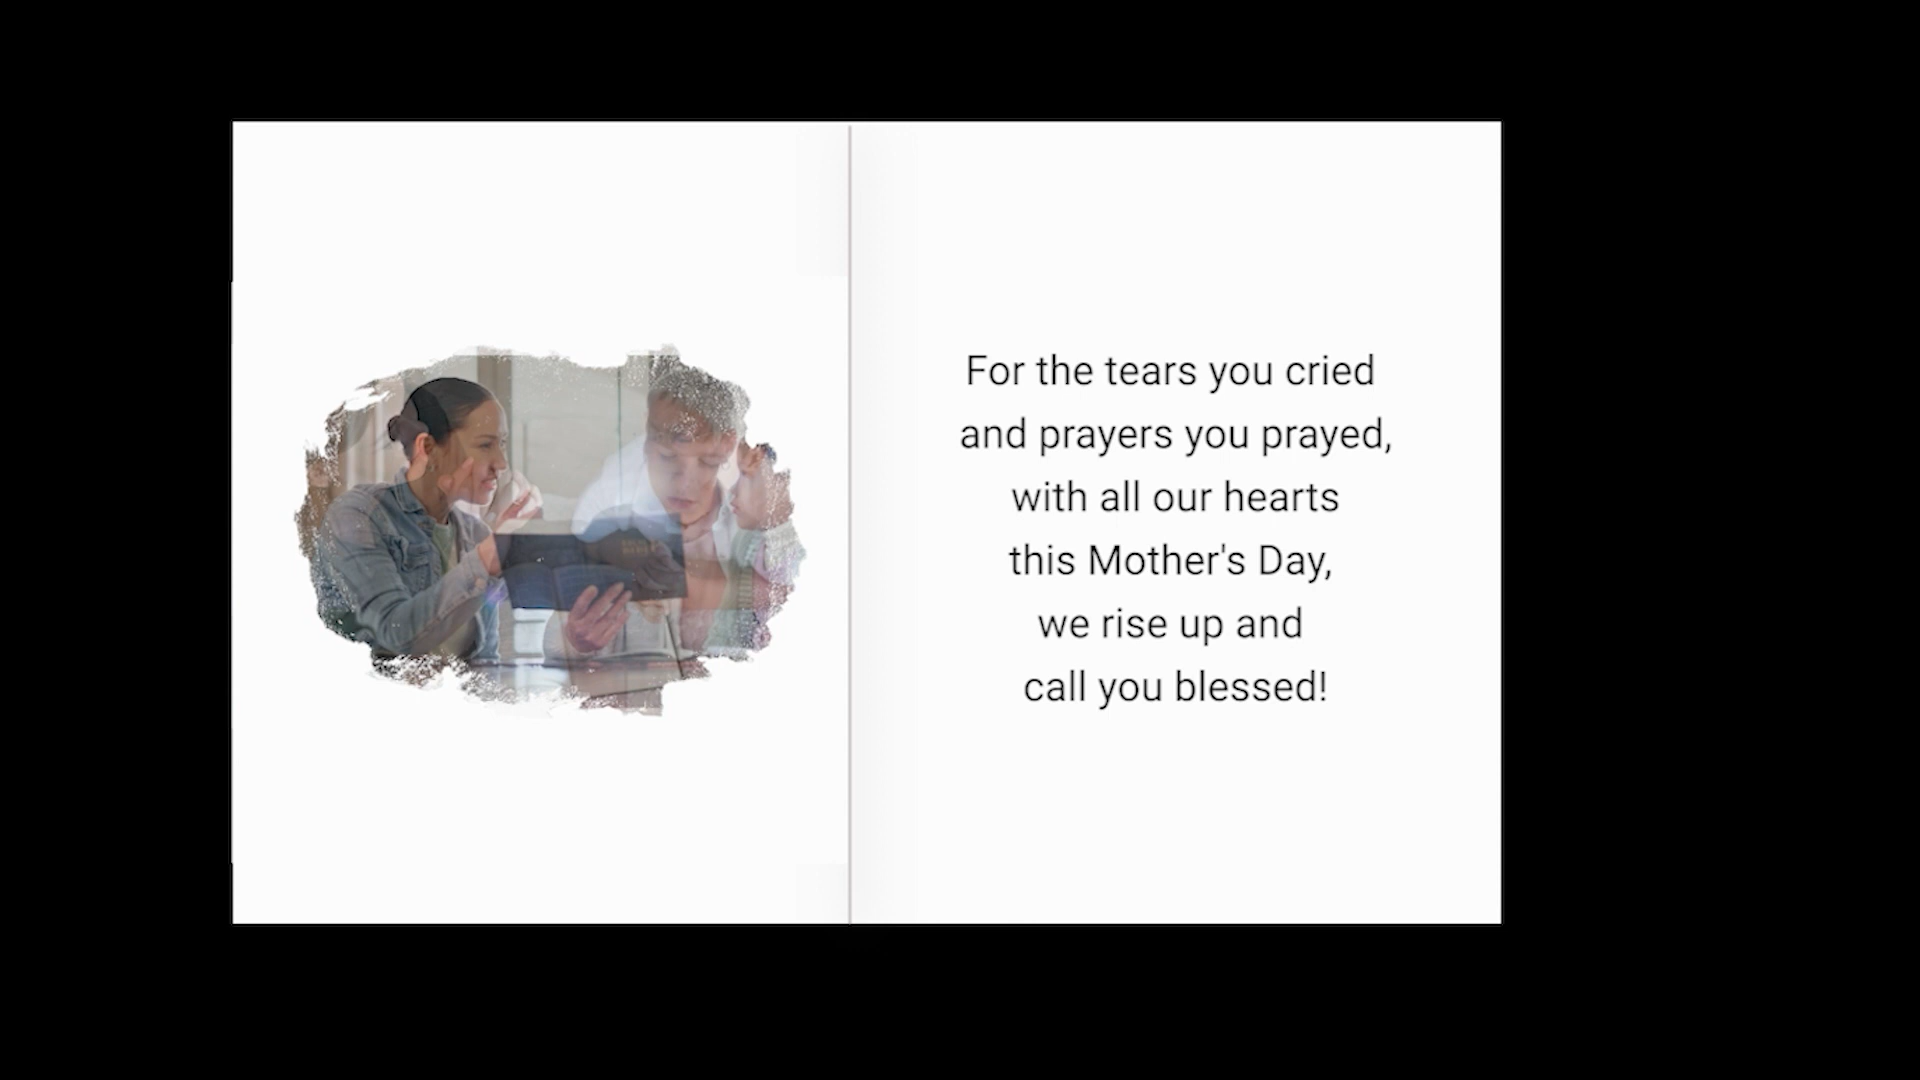 For the tears you cried
and prayers you prayed,
with all our hearts
this Mother's Day,
we rise up and
call you blessed!